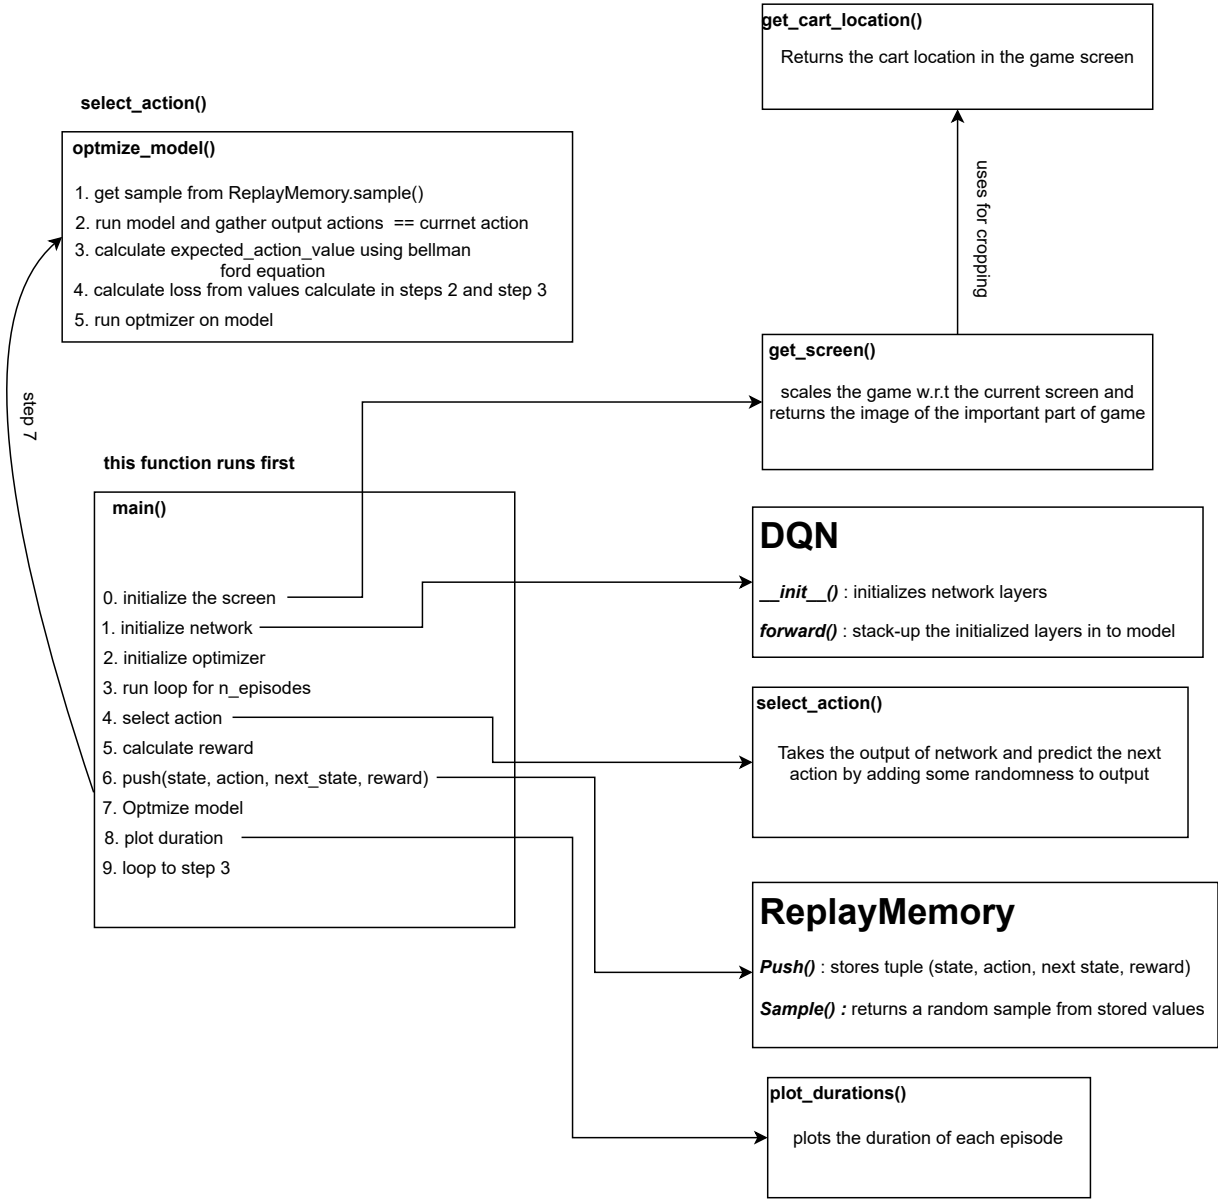 get_cart_location()
Returns the cart location in the game screen
select_action()
optmize_model()
1. get sample from ReplayMemory.sample()
2. run model and gather output actions == currnet action
3. calculate expected_action_value using bellman
ford equation
4. calculate loss from values calculate in steps 2 and step 3
5. run optmizer on model
uses for cropping
get_screen()
scales the game w.r.t the current screen and
returns the image of the important part of game
step 7
this function runs first
main()
0. initialize the screen
1. initialize network
2. initialize optimizer
3. run loop for n_episodes
4. select action
5. calculate reward
6. push(state, action, next_state, reward)
7. Optmize model
8. plot duration
9. loop to step 3
DQN
__init__() : initializes network layers
forward() : stack-up the initialized layers in to model
select_action()
Takes the output of network and predict the next
action by adding some randomness to output
ReplayMemory
Push() : stores tuple (state, action, next state, reward)
Sample() : returns a random sample from stored values
plot_durations()
plots the duration of each episode